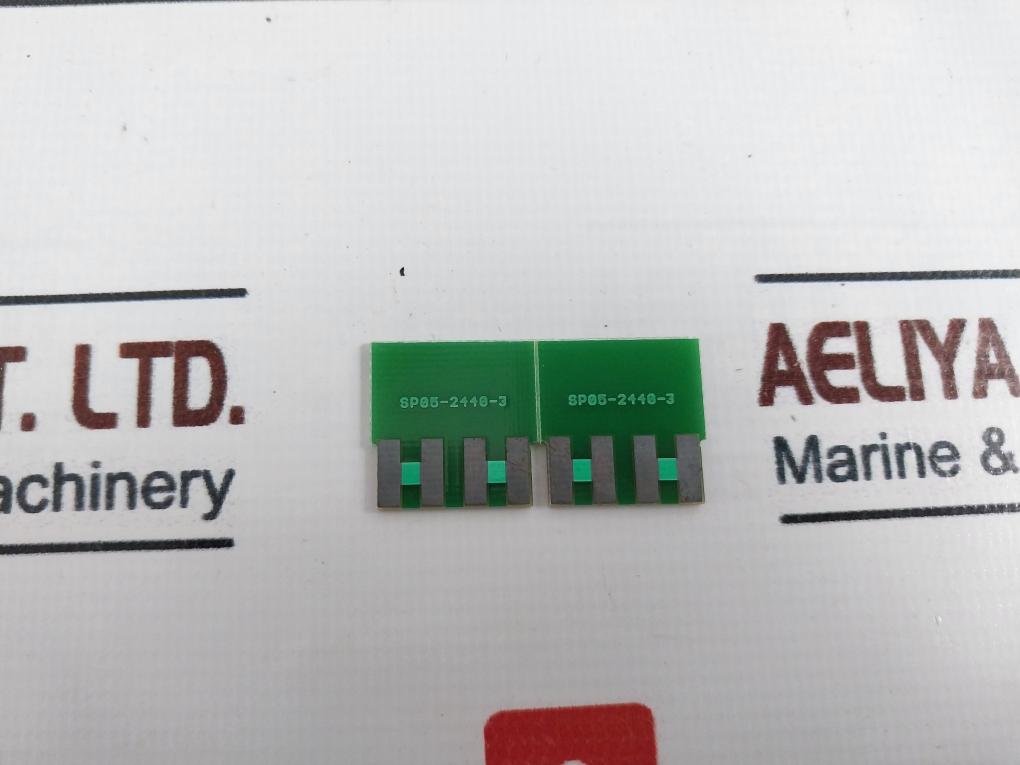 T. LTD.
achinery
SP05-2440-3
SP05-2440-3
AELIYA
Marine &